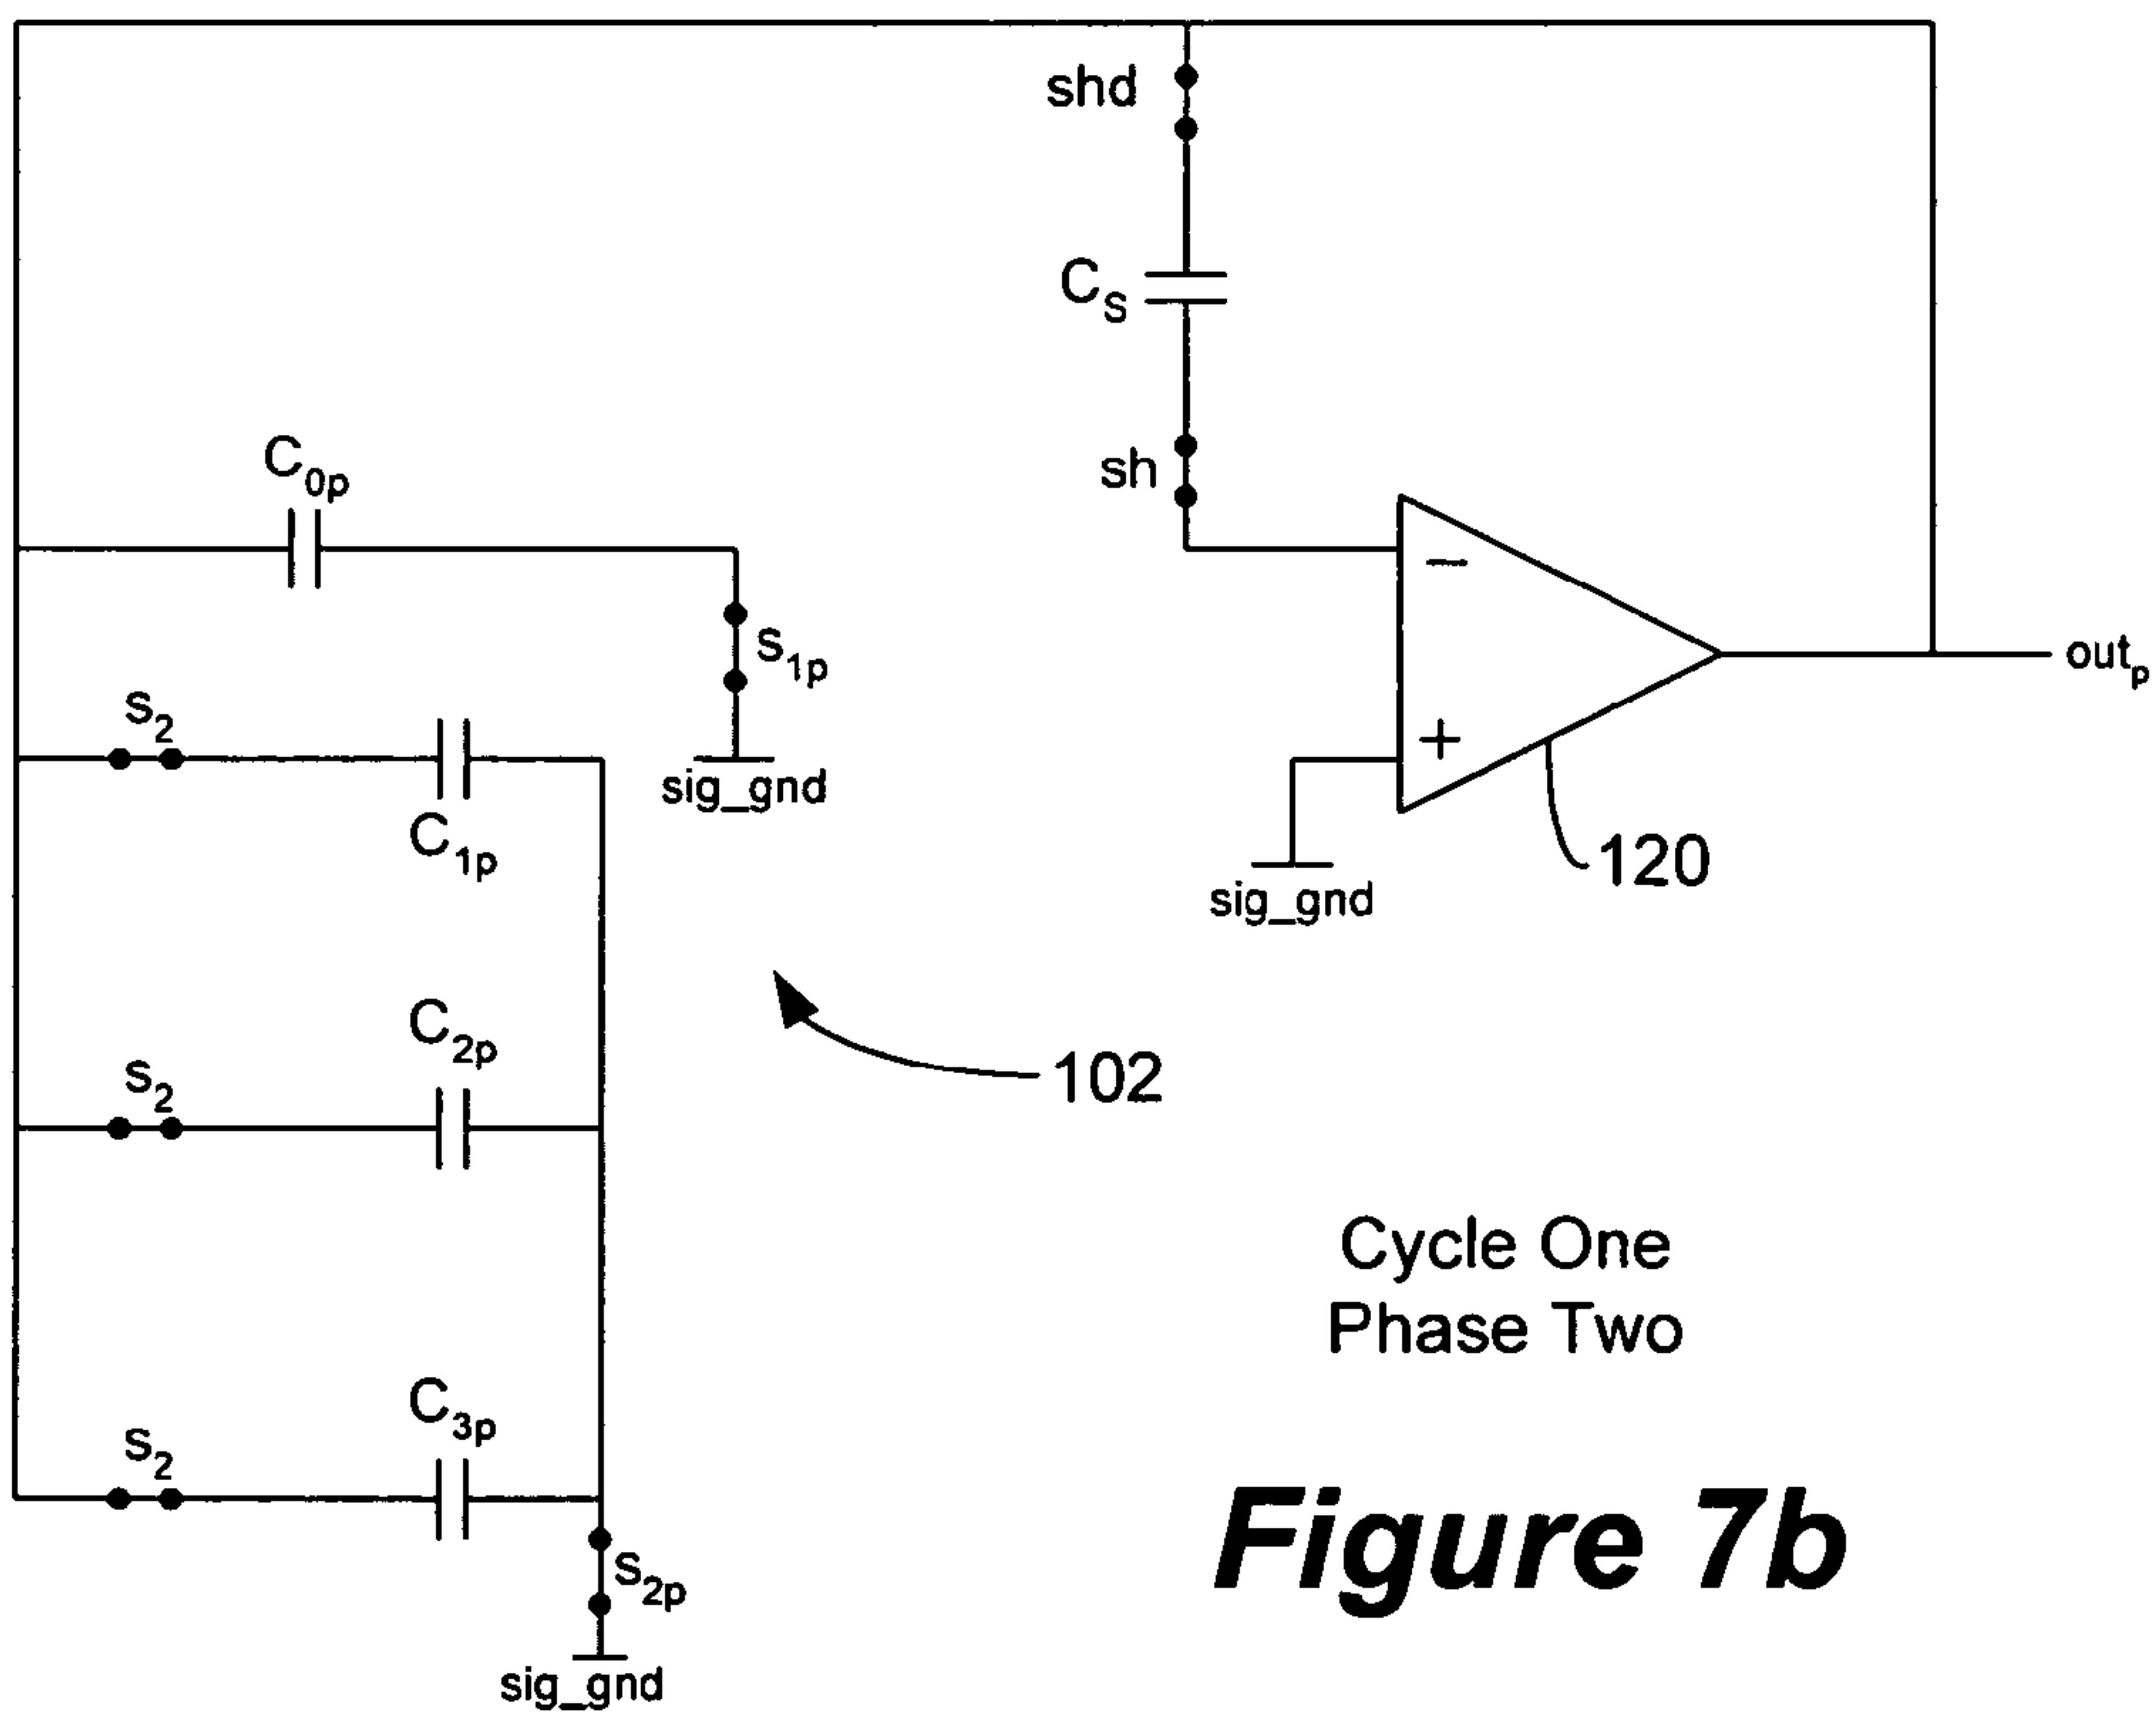 shd
C_S
C_0p
sh
−
s_1p
out_p
s_2
+
sig_gnd
C_1p
120
sig_gnd
C_2p
102
s_2
Cycle One
Phase Two
C_3p
s_2
Figure 7b
s_2p
sig_gnd